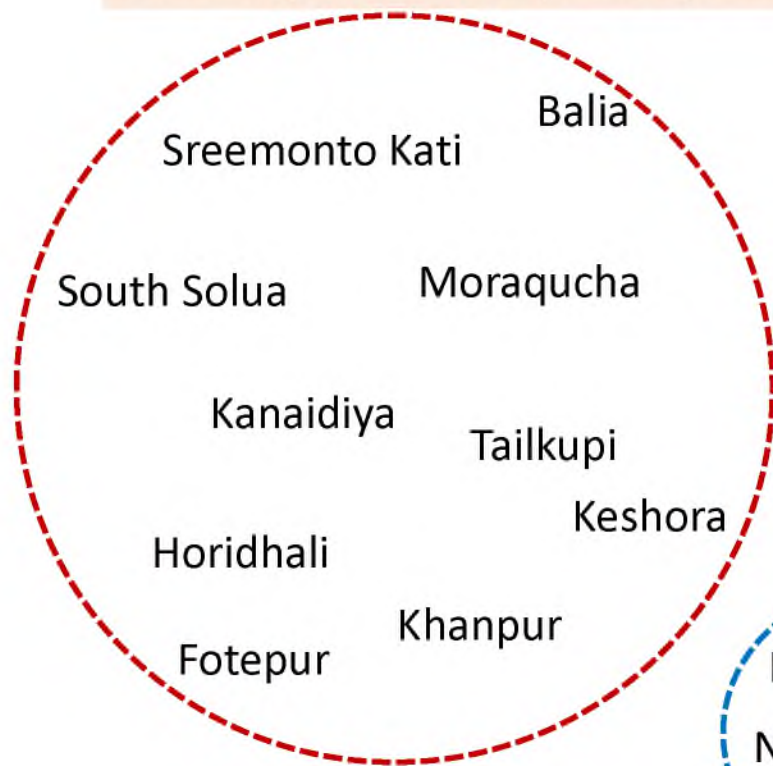 Balia
Sreemonto Kati
South Solua
Moraqucha
Kanaidiya
Tailkupi
Keshora
Horidhali
Khanpur
Fotepur